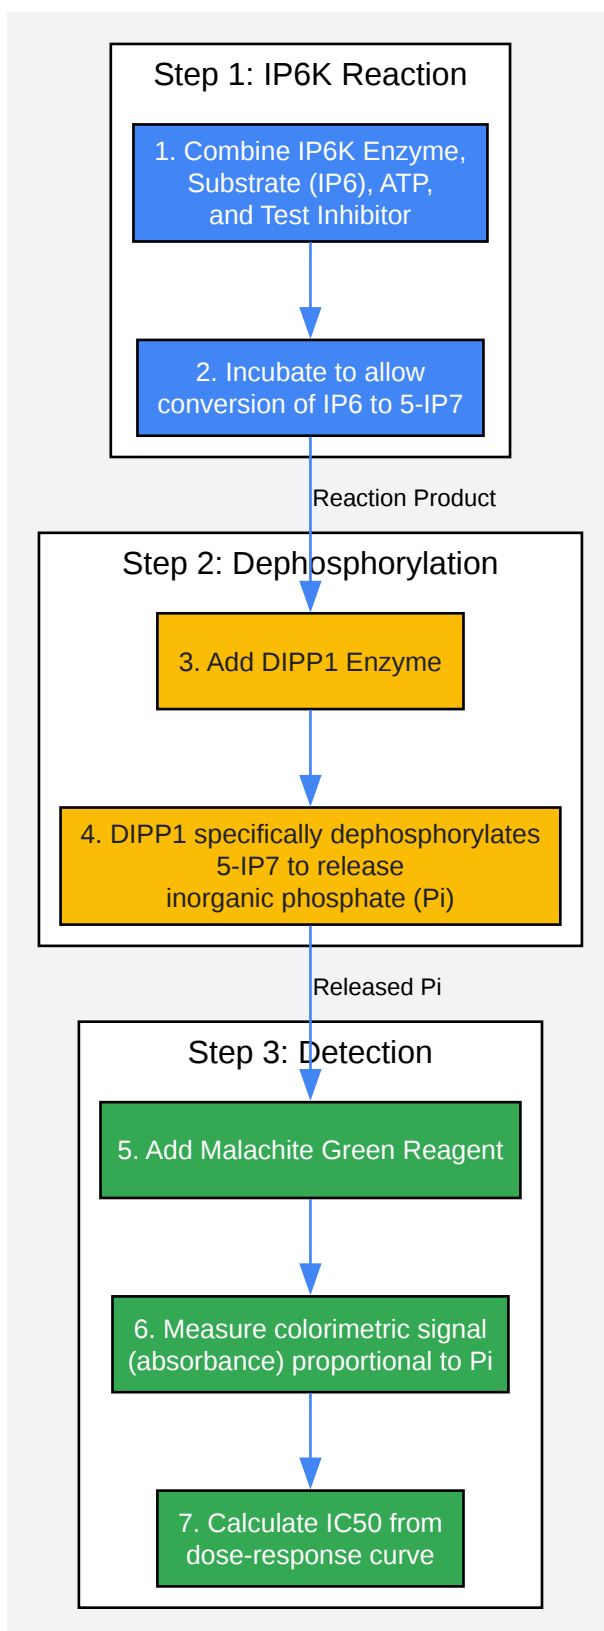 Step 1: IP6K Reaction
1. Combine IP6K Enzyme,
Substrate (IP6), ATP,
and Test Inhibitor
2. Incubate to allow
conversion of IP6 to 5-IP7
Reaction Product
Step 2: Dephosphorylation
3. Add DIPP1 Enzyme
4. DIPP1 specifically dephosphorylates
5-IP7 to release
inorganic phosphate (Pi)
Released Pi
Step 3: Detection
5. Add Malachite Green Reagent
6. Measure colorimetric signal
(absorbance) proportional to Pi
7. Calculate IC50 from
dose-response curve